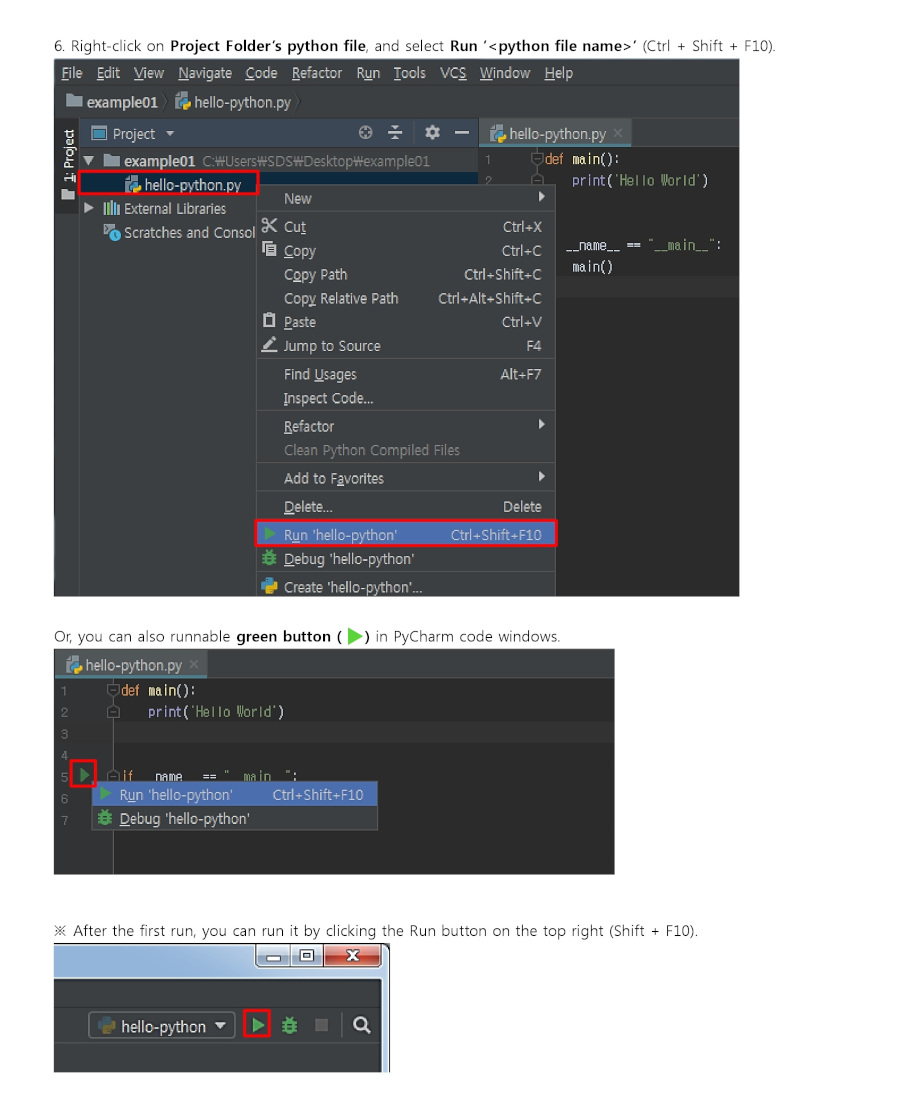 6. Right-click on Project Folder's python file, and select Run '<python file name>' (Ctrl + Shift + F10).
File Edit View Navigate Code Refactor Run Tools VCS Window Help
example01 hello-python.py
1: Project
Project
hello-python.py
example01 C:₩Users₩SDS₩Desktop₩example01
hello-python.py
External Libraries
Scratches and Consol
1 def main():
2 print('Hello World')
__name__ == "__main__":
main()
New
Cut Ctrl+X
Copy Ctrl+C
Copy Path Ctrl+Shift+C
Copy Relative Path Ctrl+Alt+Shift+C
Paste Ctrl+V
Jump to Source F4
Find Usages Alt+F7
Inspect Code...
Refactor
Clean Python Compiled Files
Add to Favorites
Delete... Delete
Run 'hello-python' Ctrl+Shift+F10
Debug 'hello-python'
Create 'hello-python'...
Or, you can also runnable green button ( ▶) in PyCharm code windows.
hello-python.py
1 def main():
2 print('Hello World')
3
4
5 if __name__ == "__main__":
6
7
Run 'hello-python' Ctrl+Shift+F10
Debug 'hello-python'
※ After the first run, you can run it by clicking the Run button on the top right (Shift + F10).
hello-python